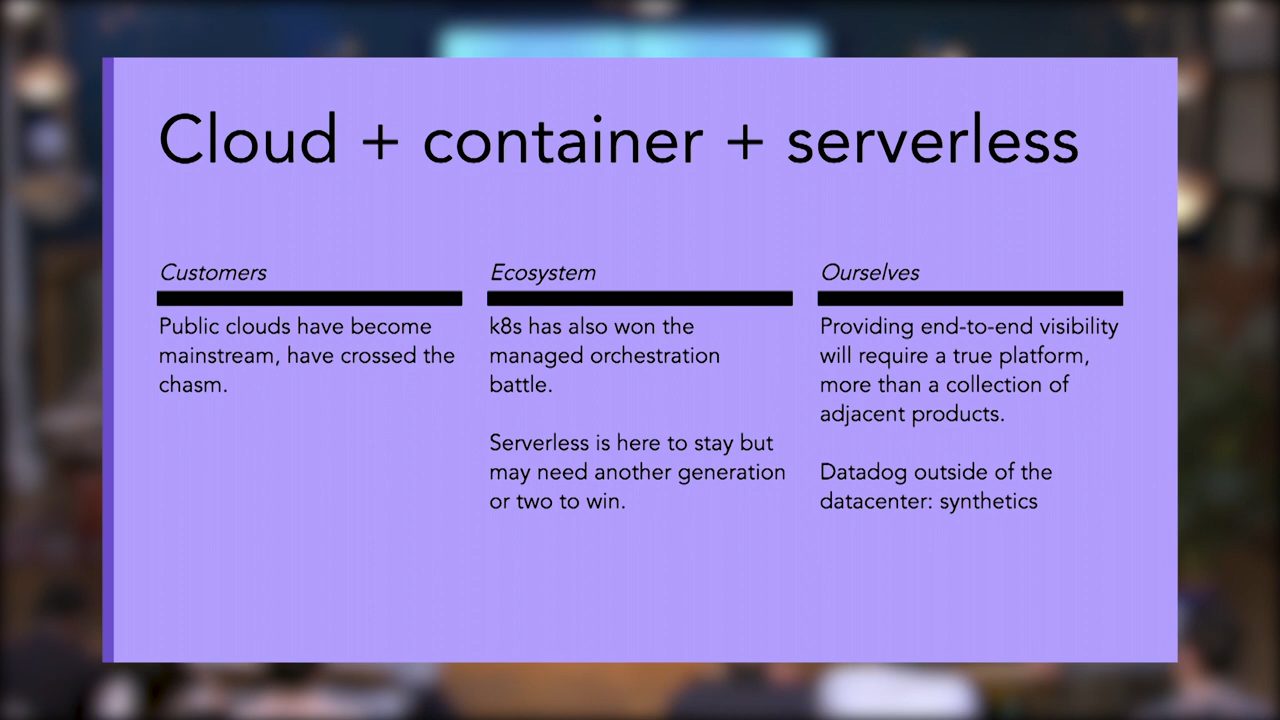 Cloud + container + serverless
Customers
Public clouds have become
mainstream, have crossed the
chasm.
Ecosystem
k8s has also won the
managed orchestration
battle.
Serverless is here to stay but
may need another generation
or two to win.
Ourselves
Providing end-to-end visibility
will require a true platform,
more than a collection of
adjacent products.
Datadog outside of the
datacenter: synthetics